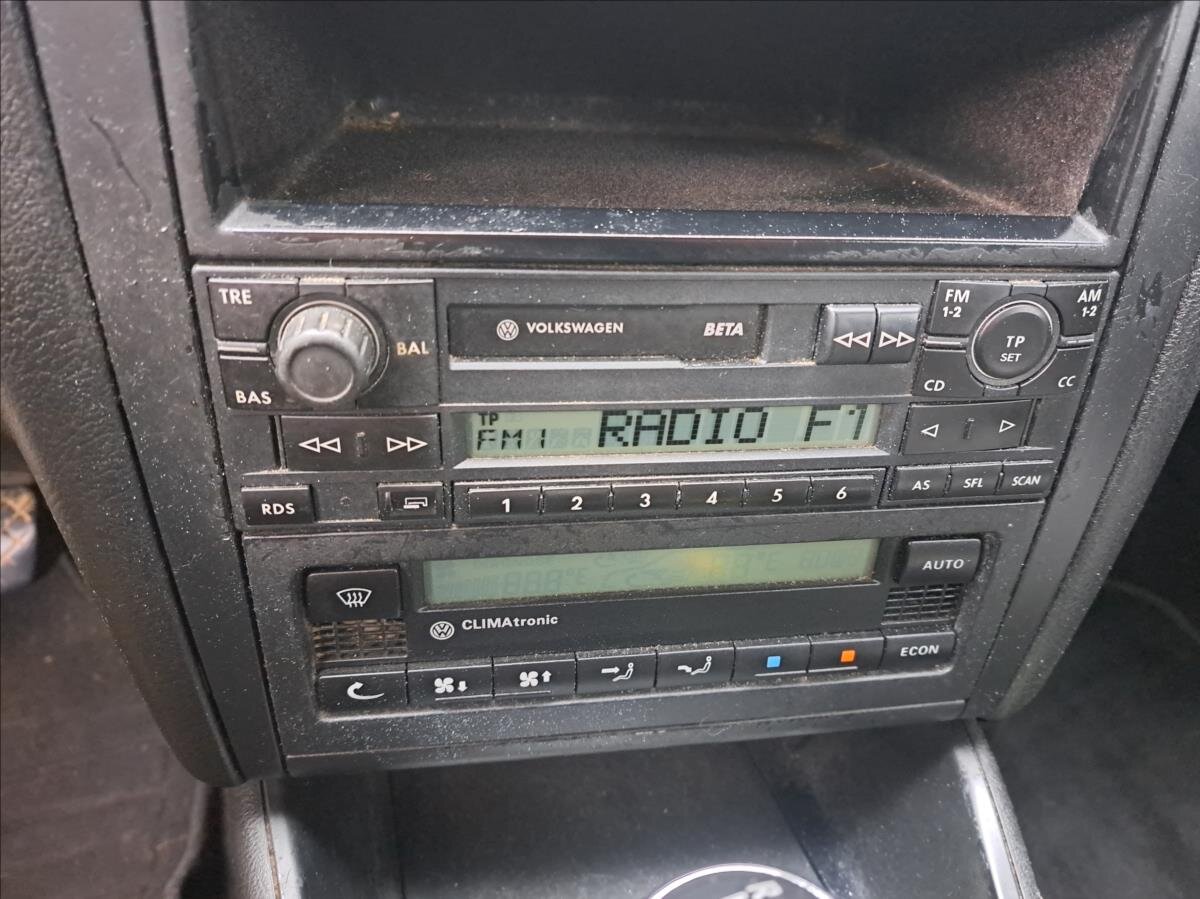 TRE
BAL
BAS
VOLKSWAGEN BETA
FM 1-2
AM 1-2
TP SET
CD
CC
TP
FM1 RADIO F1
RDS
1 2 3 4 5 6
AS SFL SCAN
AUTO
CLIMAtronic
ECON